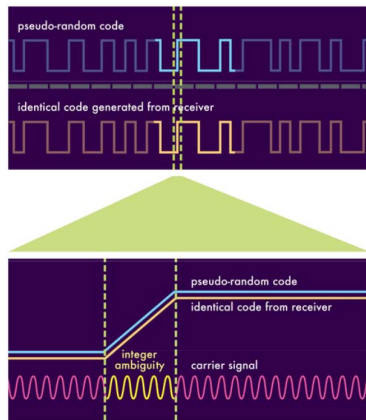 pseudo-random code
identical code generated from receiver
pseudo-random code
identical code from receiver
integer
ambiguity
carrier signal